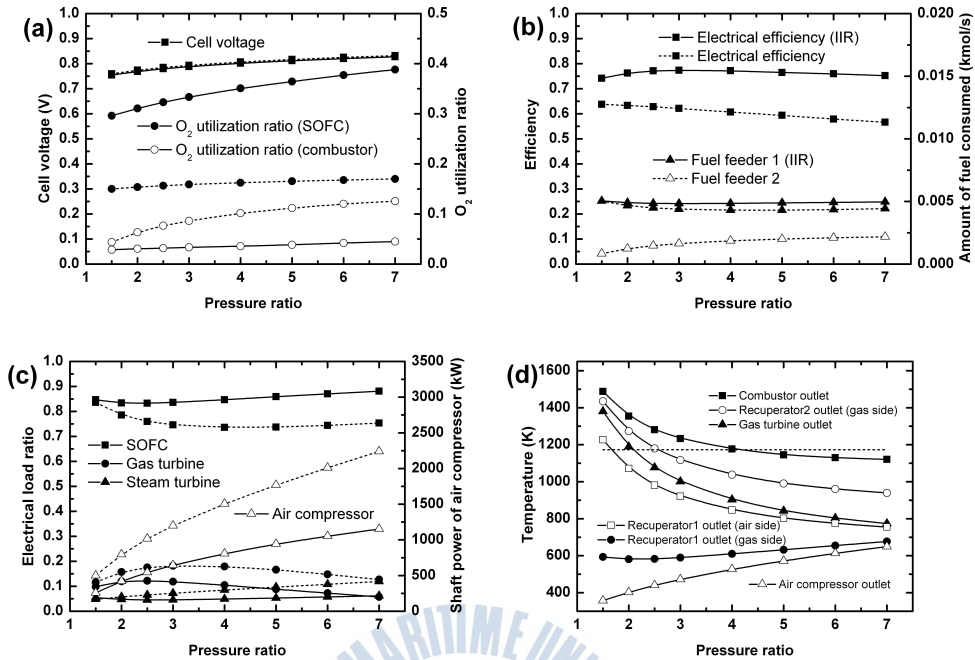 (a)
1.0
0.9
0.8
0.7
0.6
0.5
0.4
0.3
0.2
0.1
0.0
Cell voltage (V)
Cell voltage
O2 utilization ratio (SOFC)
O2 utilization ratio (combustor)
0.5
0.4
0.3
0.2
0.1
0.0
O2 utilization ratio
1 2 3 4 5 6 7
Pressure ratio
(b)
1.0
0.9
0.8
0.7
0.6
0.5
0.4
0.3
0.2
0.1
0.0
Efficiency
Electrical efficiency (IIR)
Electrical efficiency
Fuel feeder 1 (IIR)
Fuel feeder 2
0.020
0.015
0.010
0.005
0.000
Amount of fuel consumed (kmol/s)
1 2 3 4 5 6 7
Pressure ratio
(c)
1.0
0.9
0.8
0.7
0.6
0.5
0.4
0.3
0.2
0.1
0.0
Electrical load ratio
SOFC
Gas turbine
Steam turbine
Air compressor
3500
3000
2500
2000
1500
1000
500
0
Shaft power of air compressor (kW)
1 2 3 4 5 6 7
Pressure ratio
(d)
1600
1400
1200
1000
800
600
400
Temperature (K)
Combustor outlet
Recuperator2 outlet (gas side)
Gas turbine outlet
Recuperator1 outlet (air side)
Recuperator1 outlet (gas side)
Air compressor outlet
1 2 3 4 5 6 7
Pressure ratio
MARITIME UN